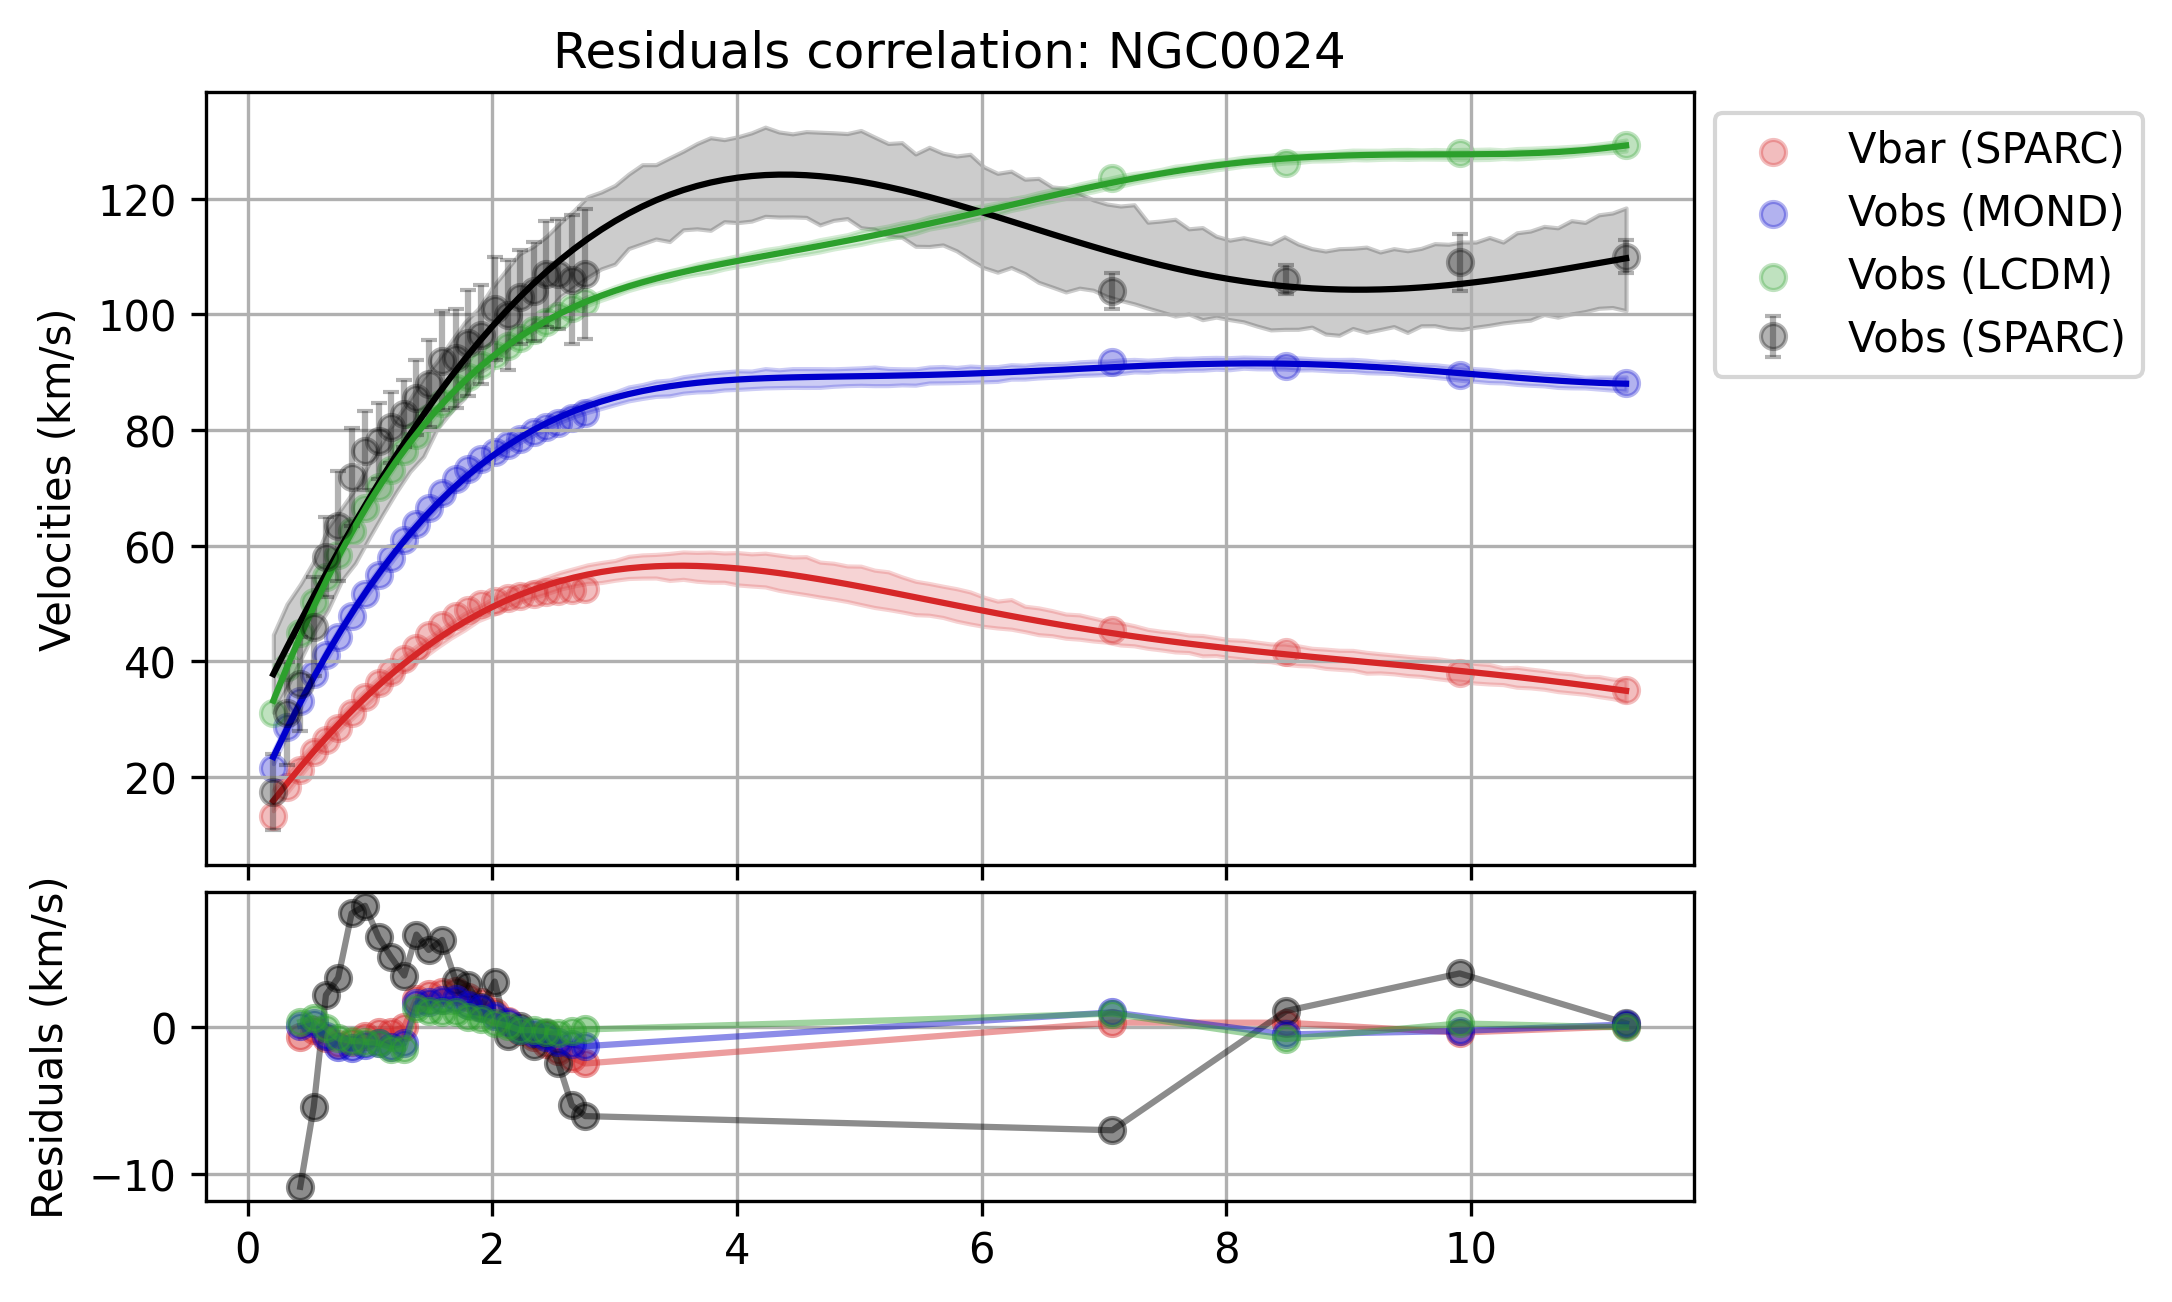 Residuals correlation: NGC0024
Velocities (km/s)
120
100
80
60
40
20
Vbar (SPARC)
Vobs (MOND)
Vobs (LCDM)
Vobs (SPARC)
Residuals (km/s)
0
−10
0 2 4 6 8 10